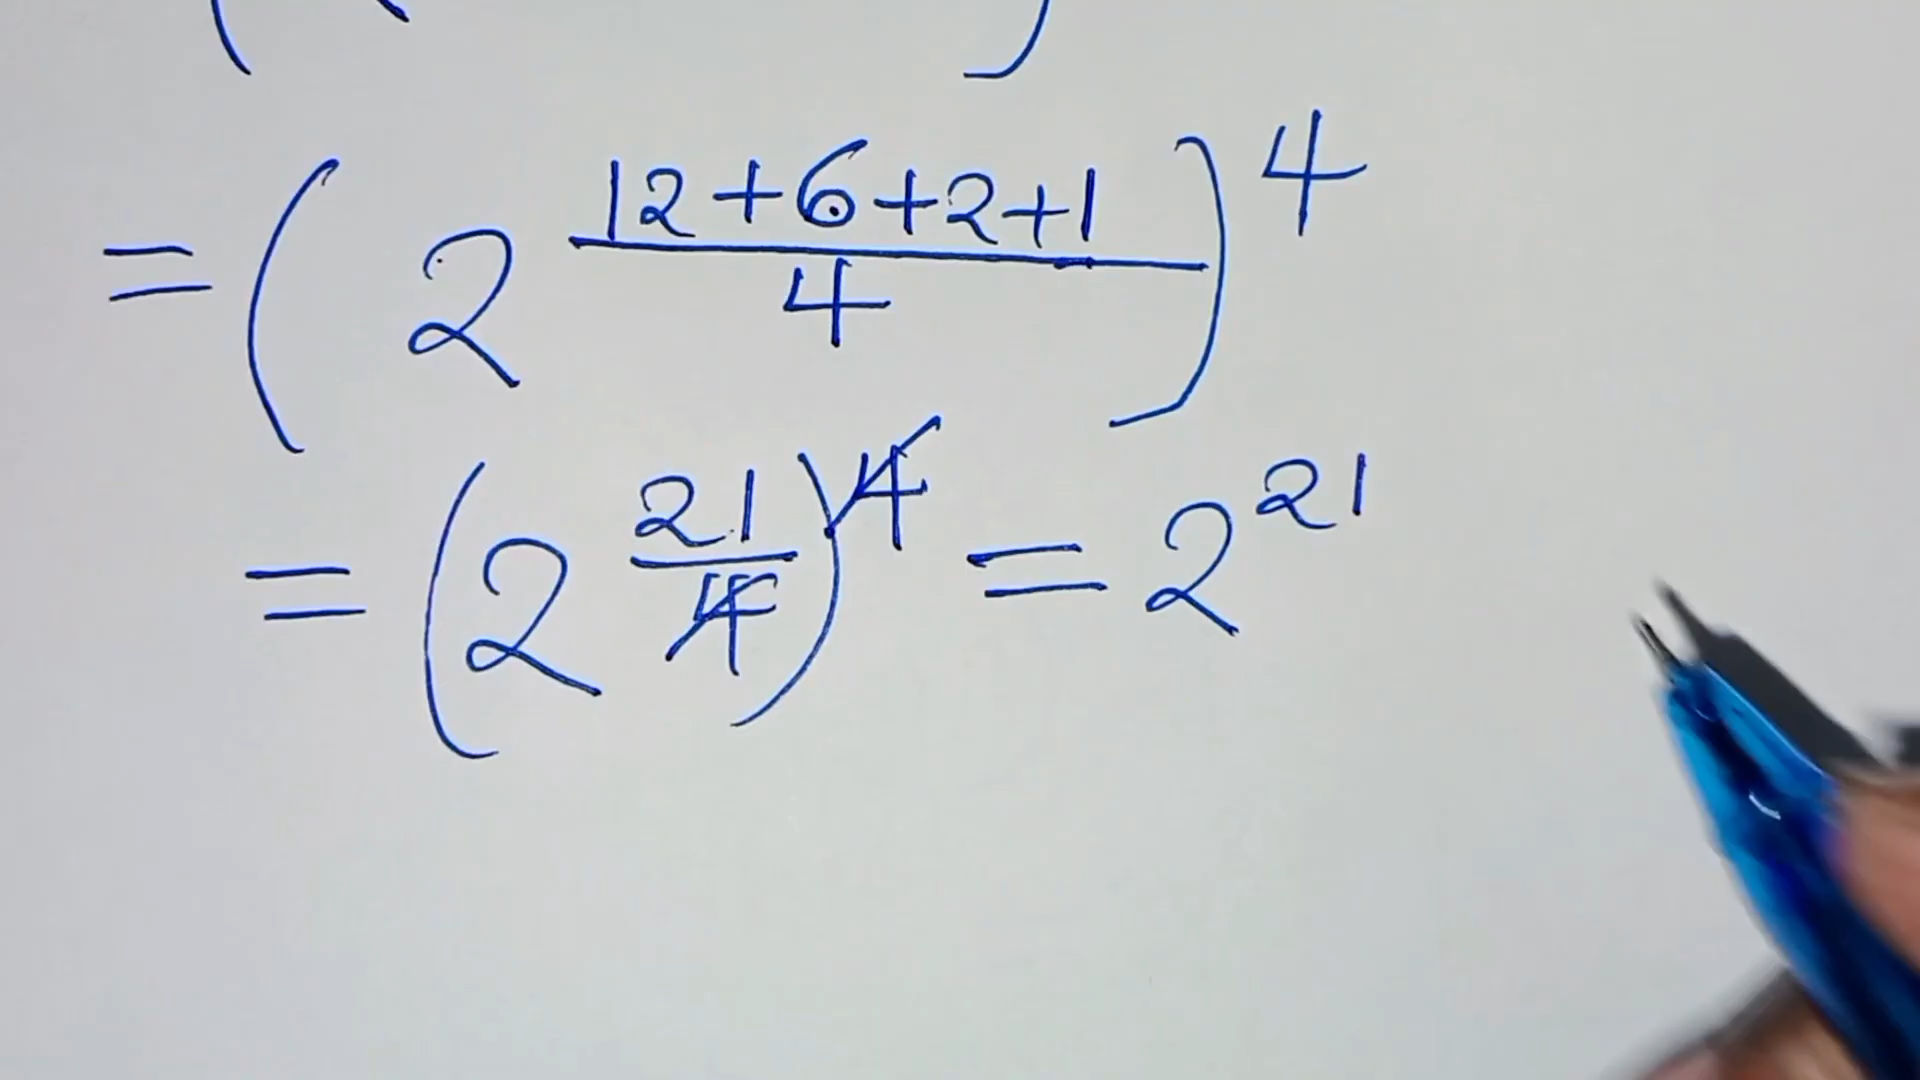 = ( 2^{(12+6+2+1)/4} )^4
= ( 2^{21/4} )^4 = 2^{21}